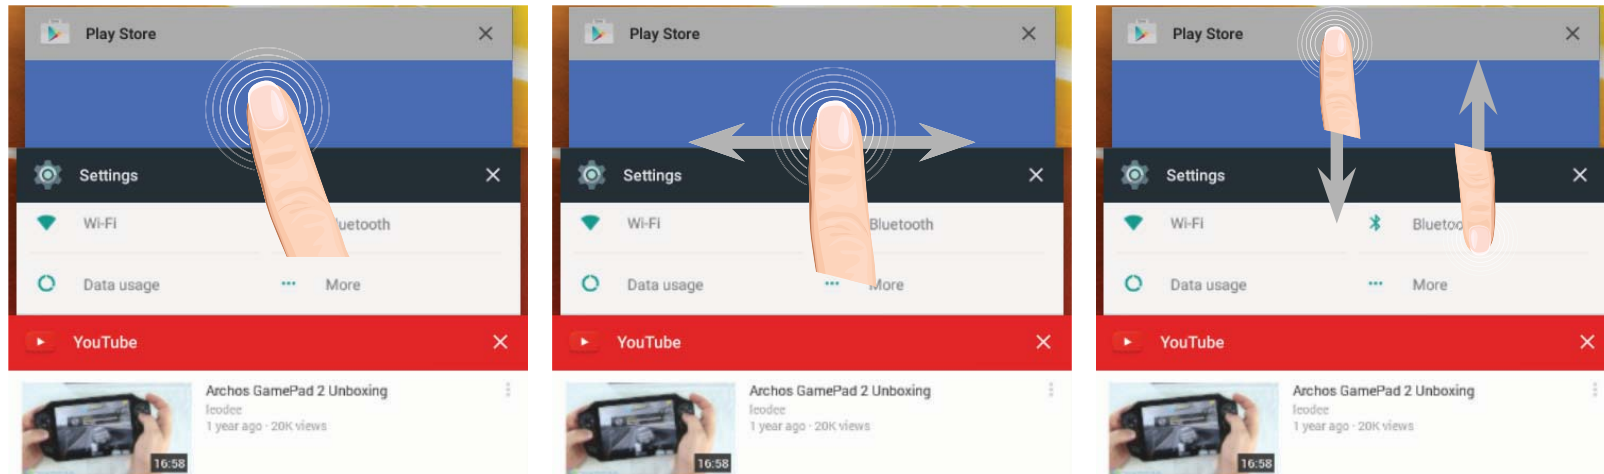 Play Store
Settings
Wi-Fi
luetooth
Data usage
More
YouTube
Archos GamePad 2 Unboxing
leodee
1 year ago · 20K views
16:58
Play Store
Settings
Wi-Fi
Bluetooth
Data usage
More
YouTube
Archos GamePad 2 Unboxing
leodee
1 year ago · 20K views
16:58
Play Store
Settings
Wi-Fi
Bluetoo
Data usage
More
YouTube
Archos GamePad 2 Unboxing
leodee
1 year ago · 20K views
16:58